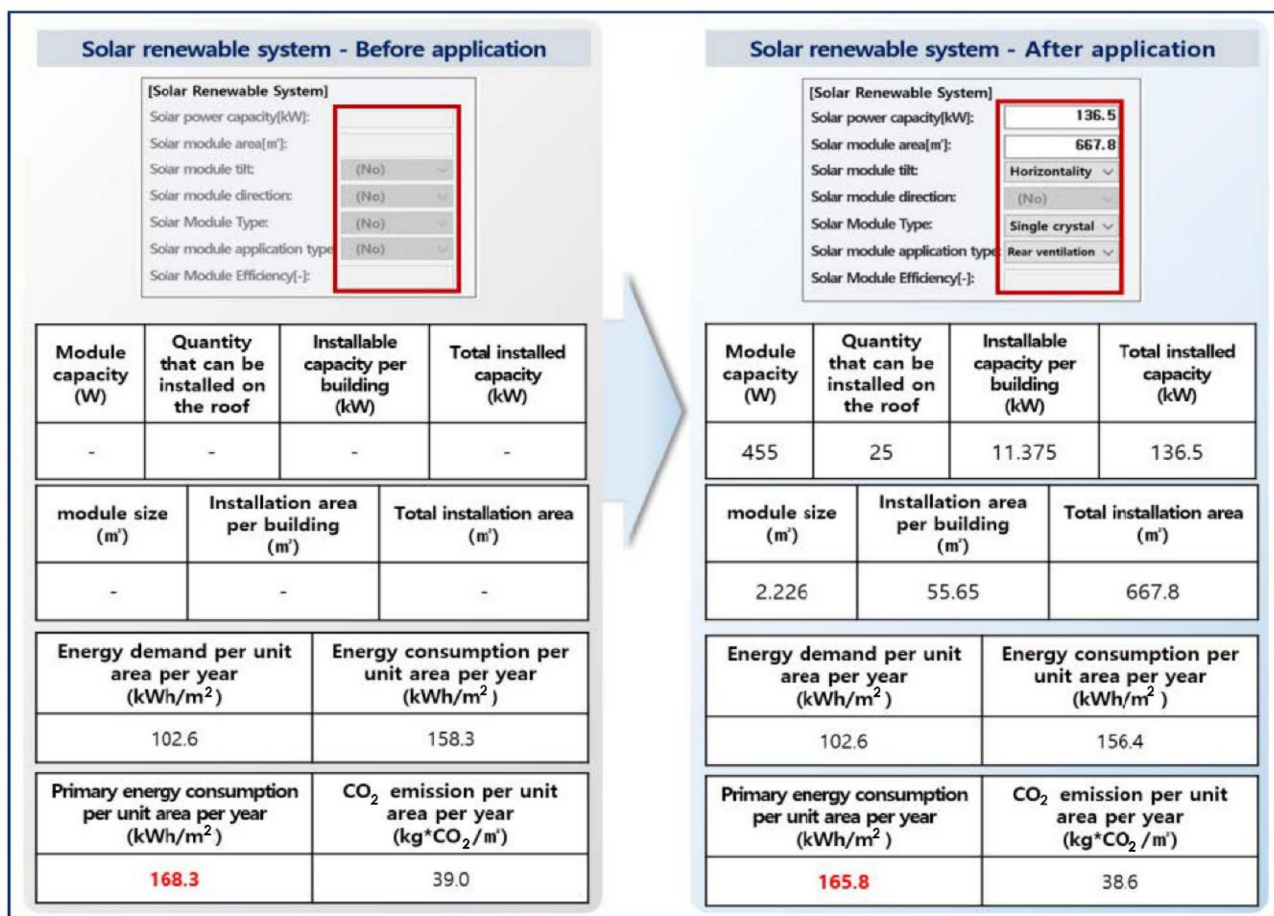 Solar renewable system - Before application
[Solar Renewable System]
Solar power capacity[kW]:
Solar module area[㎡]:
Solar module tilt: (No)
Solar module direction: (No)
Solar Module Type: (No)
Solar module application type (No)
Solar Module Efficiency[-]:
Module capacity (W)
Quantity that can be installed on the roof
Installable capacity per building (kW)
Total installed capacity (kW)
- - - -
module size (㎡)
Installation area per building (㎡)
Total installation area (㎡)
- - -
Energy demand per unit area per year (kWh/m²)
Energy consumption per unit area per year (kWh/m²)
102.6 158.3
Primary energy consumption per unit area per year (kWh/m²)
CO₂ emission per unit area per year (kg*CO₂/㎡)
168.3 39.0
Solar renewable system - After application
[Solar Renewable System]
Solar power capacity[kW]: 136.5
Solar module area[㎡]: 667.8
Solar module tilt: Horizontality
Solar module direction: (No)
Solar Module Type: Single crystal
Solar module application type: Rear ventilation
Solar Module Efficiency[-]:
Module capacity (W)
Quantity that can be installed on the roof
Installable capacity per building (kW)
Total installed capacity (kW)
455 25 11.375 136.5
module size (㎡)
Installation area per building (㎡)
Total installation area (㎡)
2.226 55.65 667.8
Energy demand per unit area per year (kWh/m²)
Energy consumption per unit area per year (kWh/m²)
102.6 156.4
Primary energy consumption per unit area per year (kWh/m²)
CO₂ emission per unit area per year (kg*CO₂/㎡)
165.8 38.6